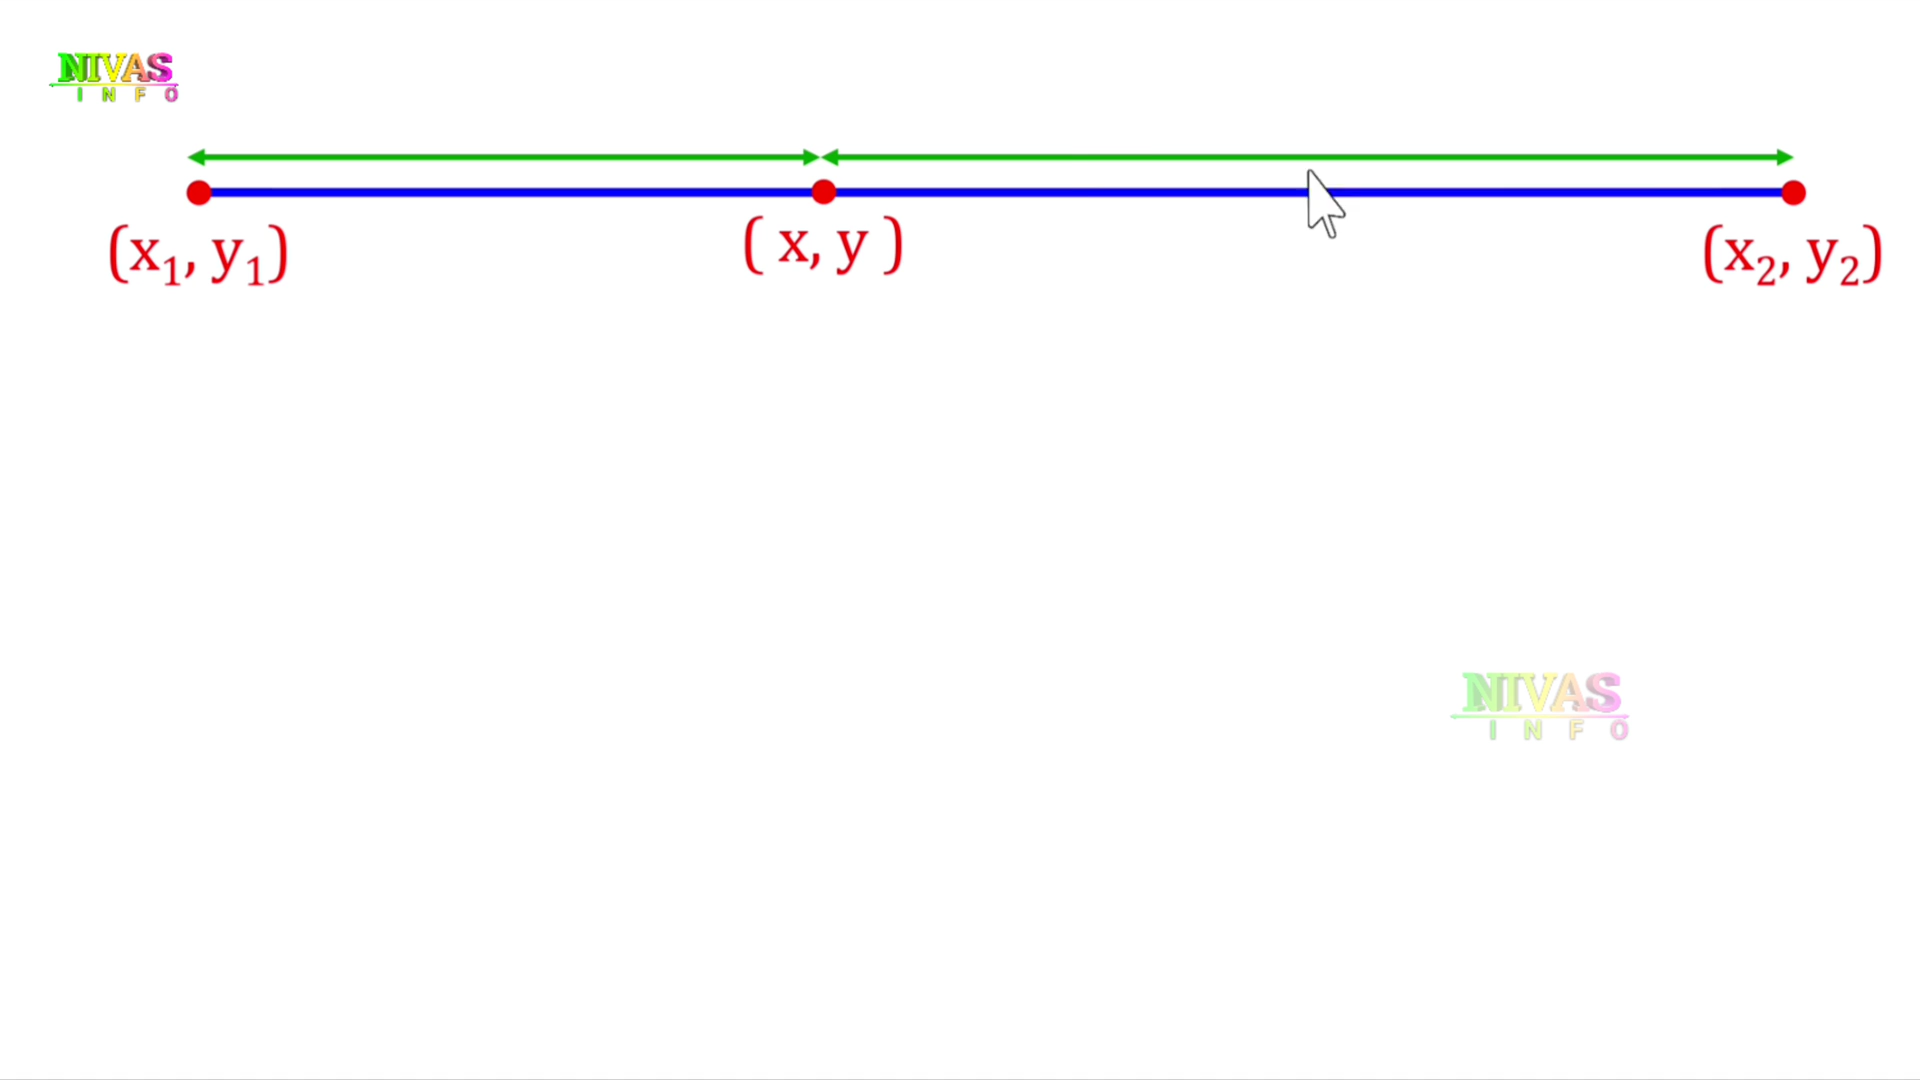 NIVAS
INFO
(x₁, y₁)
( x, y )
(x₂, y₂)
NIVAS
INFO